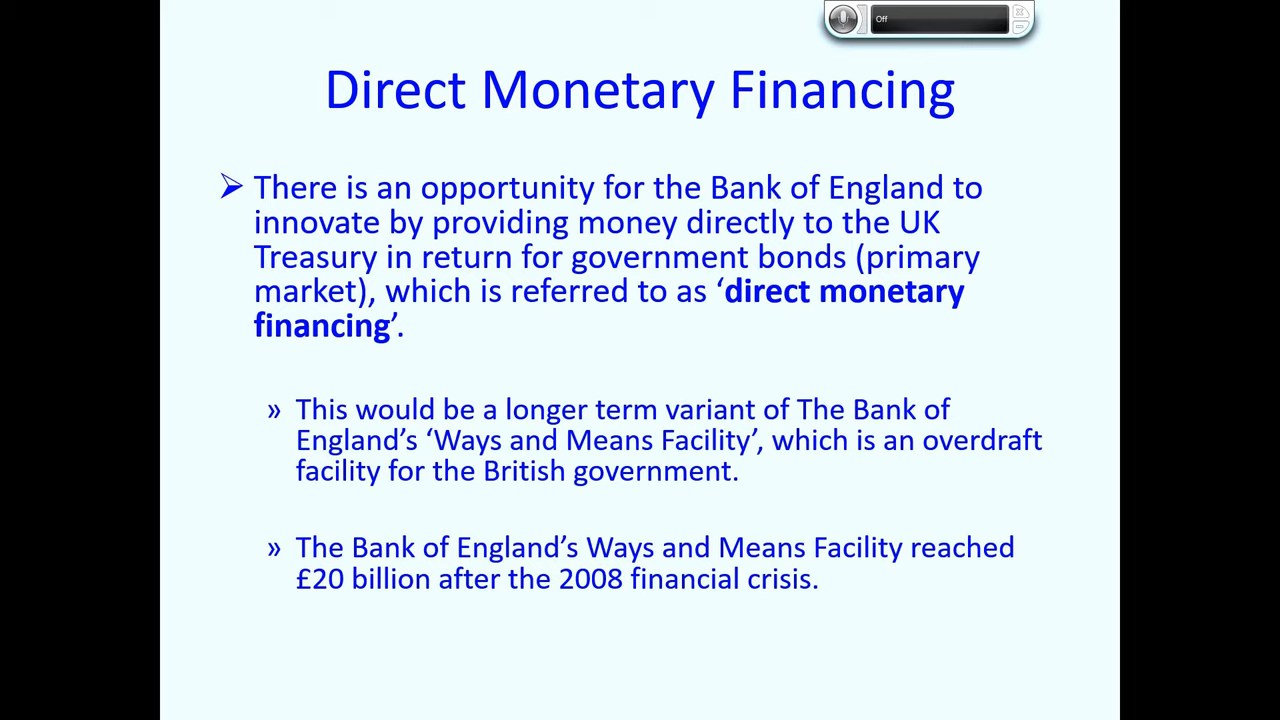 Off
Direct Monetary Financing
➢ There is an opportunity for the Bank of England to
innovate by providing money directly to the UK
Treasury in return for government bonds (primary
market), which is referred to as ‘direct monetary
financing’.
» This would be a longer term variant of The Bank of
England’s ‘Ways and Means Facility’, which is an overdraft
facility for the British government.
» The Bank of England’s Ways and Means Facility reached
£20 billion after the 2008 financial crisis.